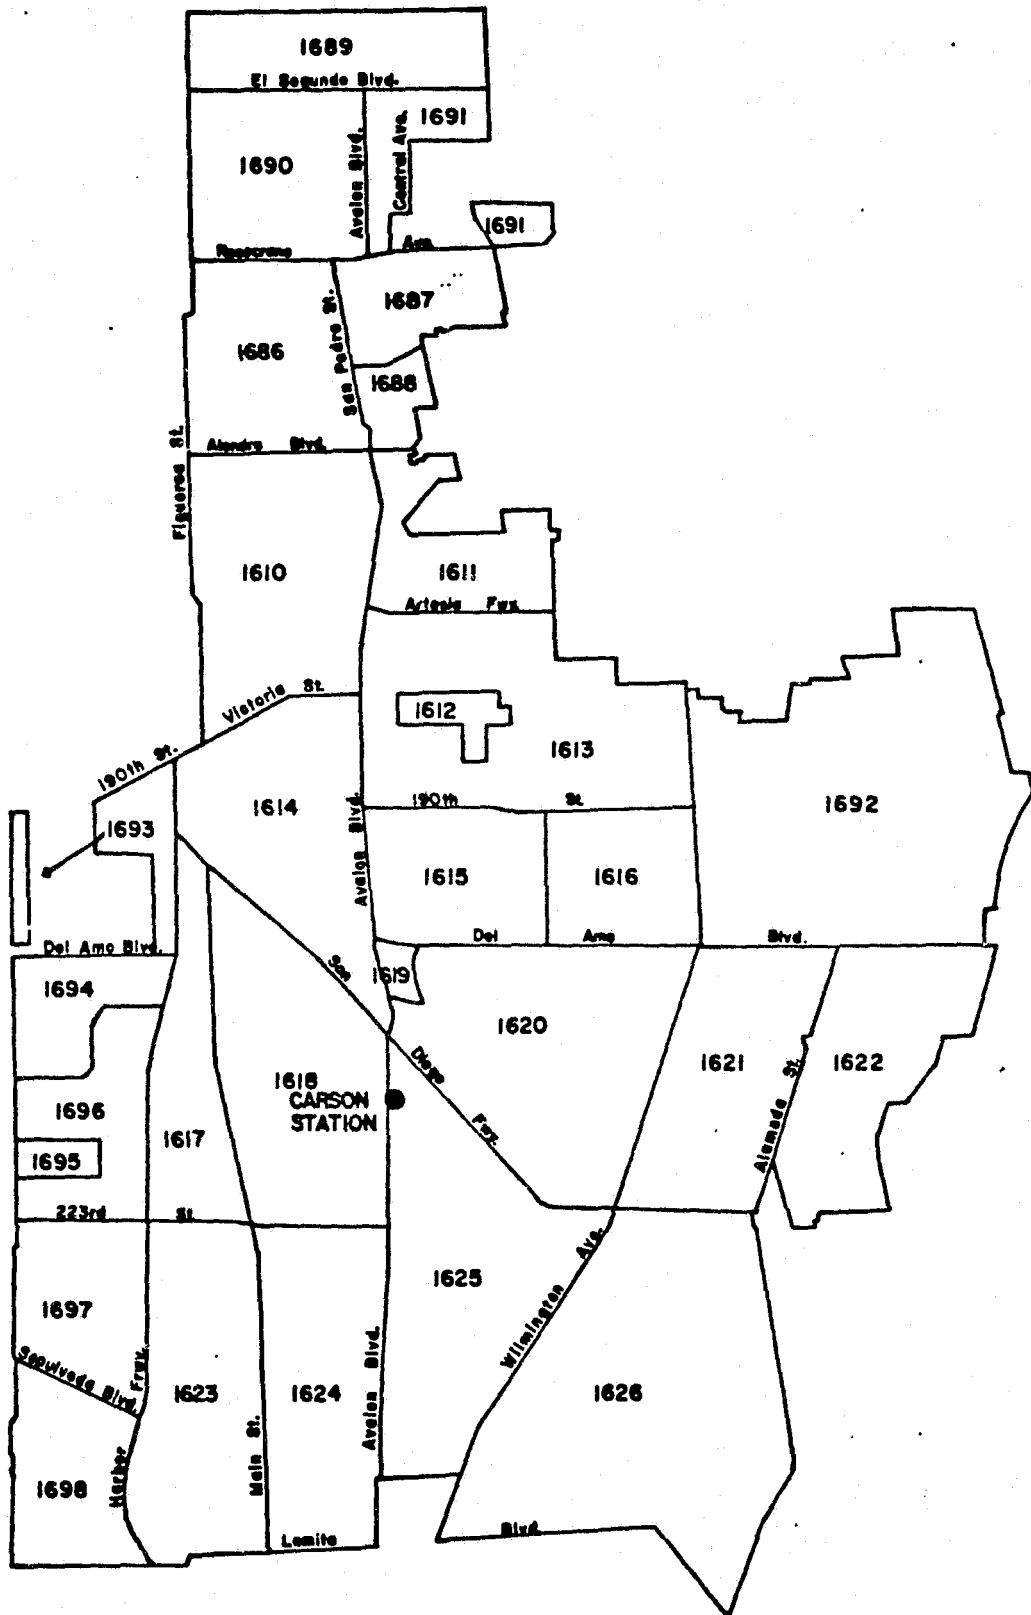 1689
El Segundo Blvd.
1691
Central Ave.
Avalon Blvd.
1690
1691
Rosecrans Ave.
1687
San Pedro St.
1686
1688
Alondra Blvd.
Figueroa St.
1610
1611
Artesia Fwy.
Victoria St.
1612
190th St.
1613
190th St.
1614
1692
1693
Avalon Blvd.
1615
1616
Del Amo Blvd.
Del Amo Blvd.
1694
1619
San Diego Fwy.
1620
1621
1622
Alameda St.
1618
CARSON
STATION
1696
1617
1695
223rd St.
1625
Wilmington Ave.
1697
Sepulveda Blvd.
Harbor Frwy.
1623
1624
Avalon Blvd.
1626
Main St.
1698
Lomita Blvd.